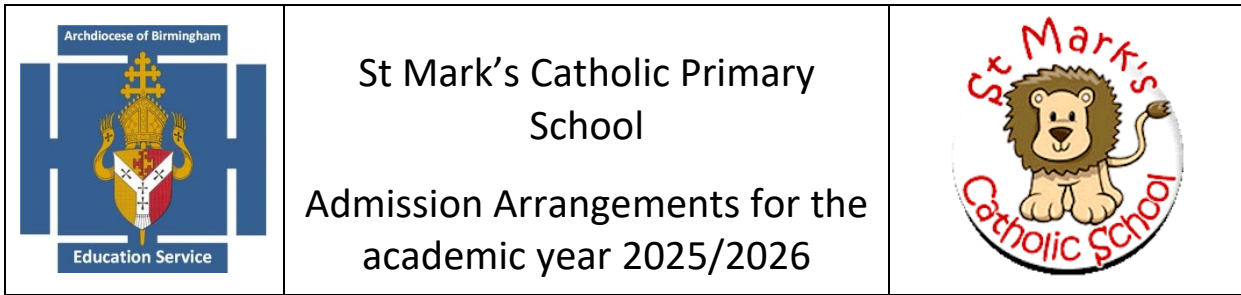 Archdiocese of Birmingham
Education Service
St Mark’s Catholic Primary
School
Admission Arrangements for the
academic year 2025/2026
St Mark's
Catholic School